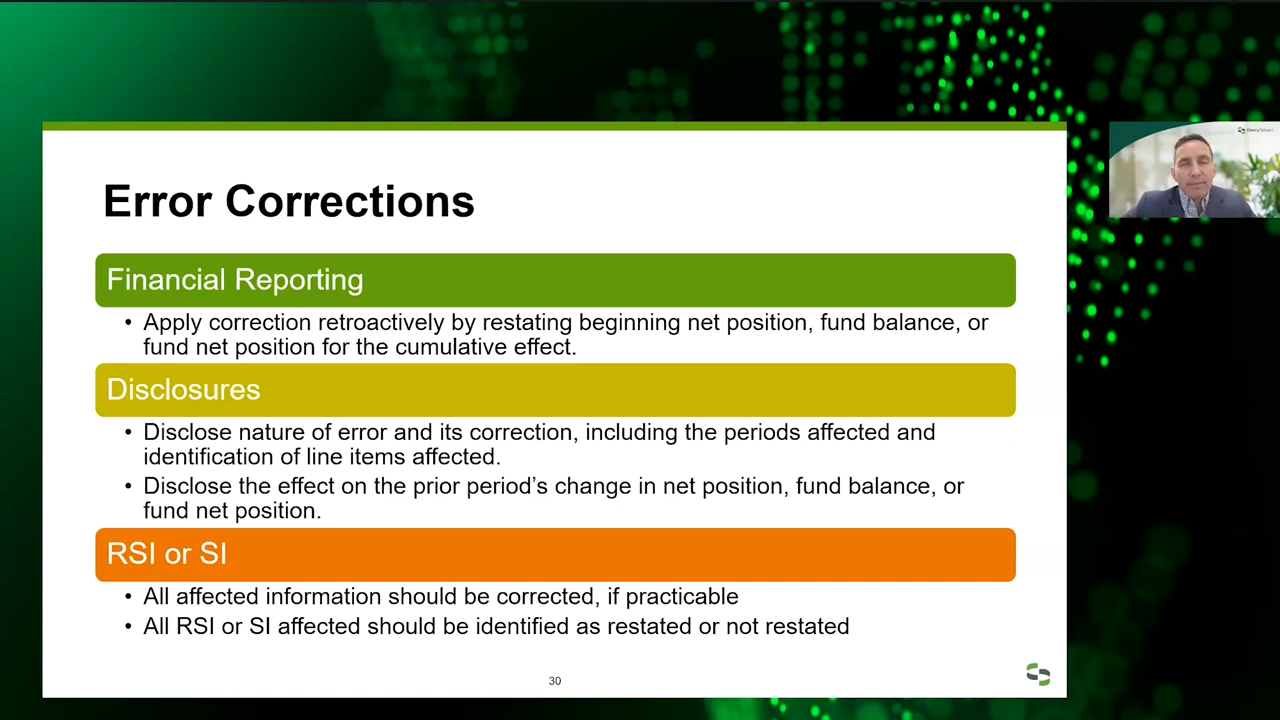 Error Corrections
Financial Reporting
• Apply correction retroactively by restating beginning net position, fund balance, or
fund net position for the cumulative effect.
Disclosures
• Disclose nature of error and its correction, including the periods affected and
identification of line items affected.
• Disclose the effect on the prior period’s change in net position, fund balance, or
fund net position.
RSI or SI
• All affected information should be corrected, if practicable
• All RSI or SI affected should be identified as restated or not restated
30